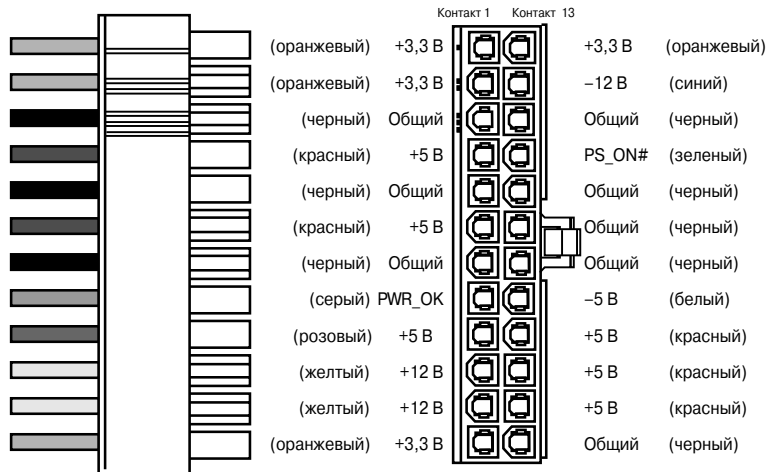 Контакт 1 Контакт 13
(оранжевый) +3,3 В +3,3 В (оранжевый)
(оранжевый) +3,3 В −12 В (синий)
(черный) Общий Общий (черный)
(красный) +5 В PS_ON# (зеленый)
(черный) Общий Общий (черный)
(красный) +5 В Общий (черный)
(черный) Общий Общий (черный)
(серый) PWR_OK −5 В (белый)
(розовый) +5 В +5 В (красный)
(желтый) +12 В +5 В (красный)
(желтый) +12 В +5 В (красный)
(оранжевый) +3,3 В Общий (черный)